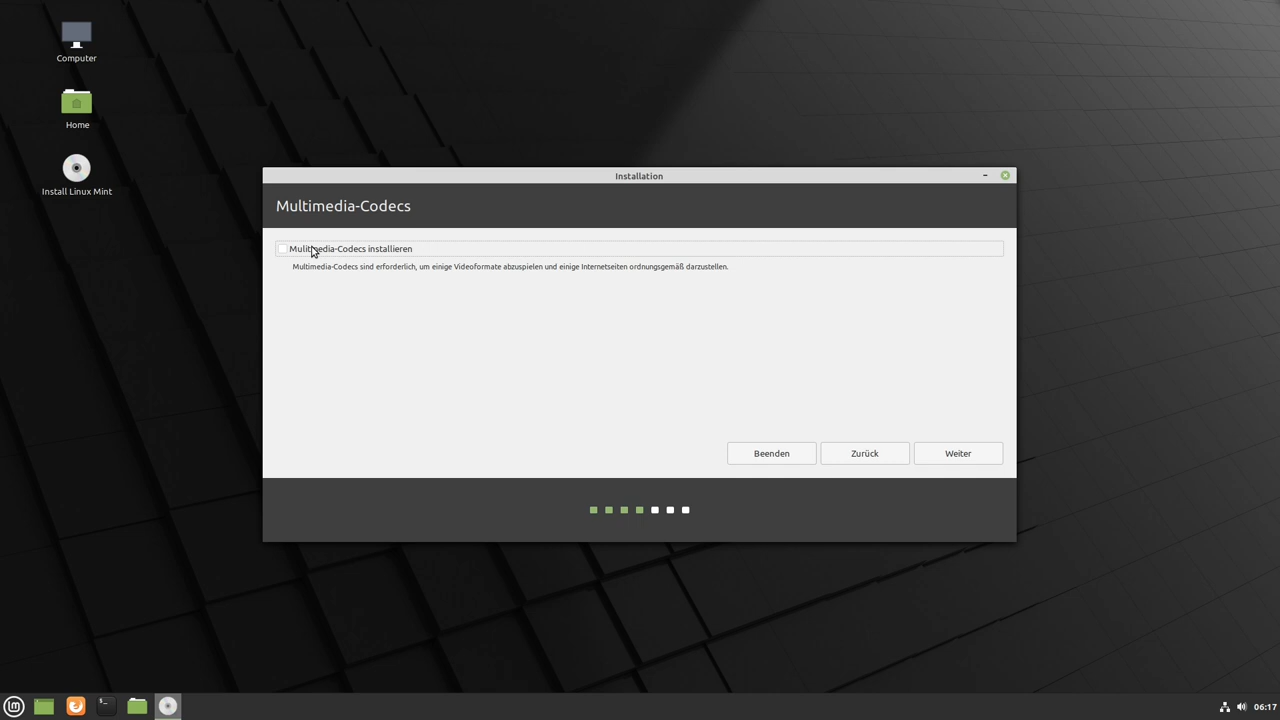 Computer
Home
Install Linux Mint
Installation
Multimedia-Codecs
Mulitmedia-Codecs installieren
Multimedia-Codecs sind erforderlich, um einige Videoformate abzuspielen und einige Internetseiten ordnungsgemäß darzustellen.
Beenden
Zurück
Weiter
06:17